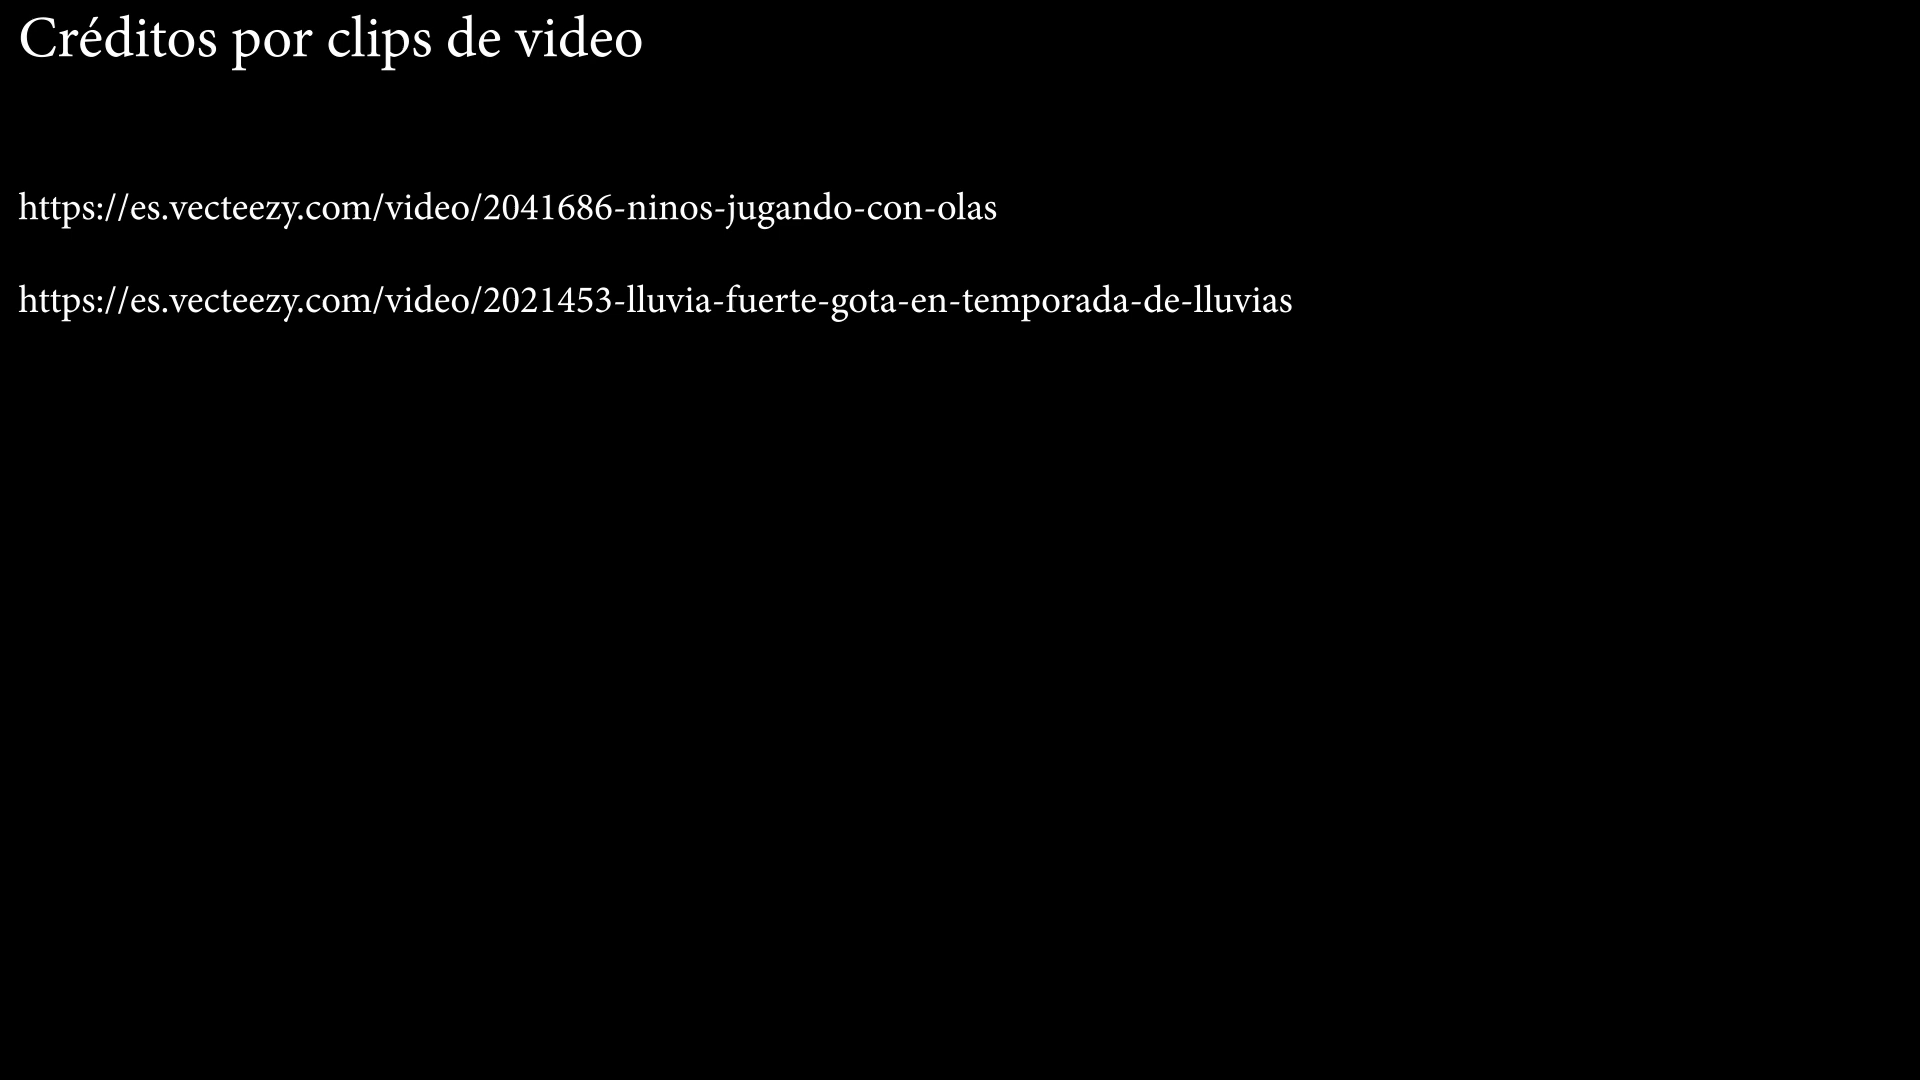 Créditos por clips de video
https://es.vecteezy.com/video/2041686-ninos-jugando-con-olas
https://es.vecteezy.com/video/2021453-lluvia-fuerte-gota-en-temporada-de-lluvias